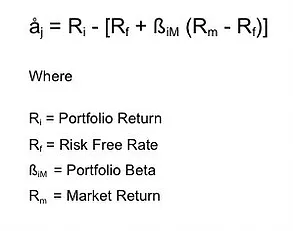 åj = Ri - [Rf + ßiM (Rm - Rf)]
Where
Ri = Portfolio Return
Rf = Risk Free Rate
ßiM = Portfolio Beta
Rm = Market Return